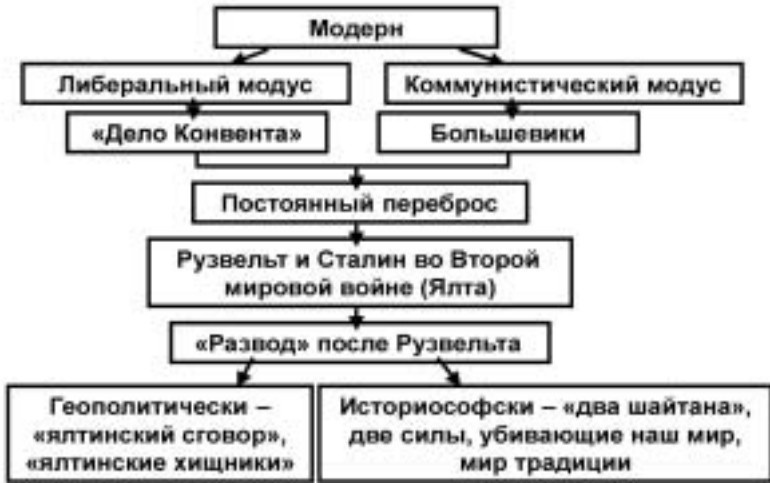 Модерн
Либеральный модус
Коммунистический модус
«Дело Конвента»
Большевики
Постоянный переброс
Рузвельт и Сталин во Второй
мировой войне (Ялта)
«Развод» после Рузвельта
Геополитически –
«ялтинский сговор»,
«ялтинские хищники»
Историософски – «два шайтана»,
две силы, убивающие наш мир,
мир традиции